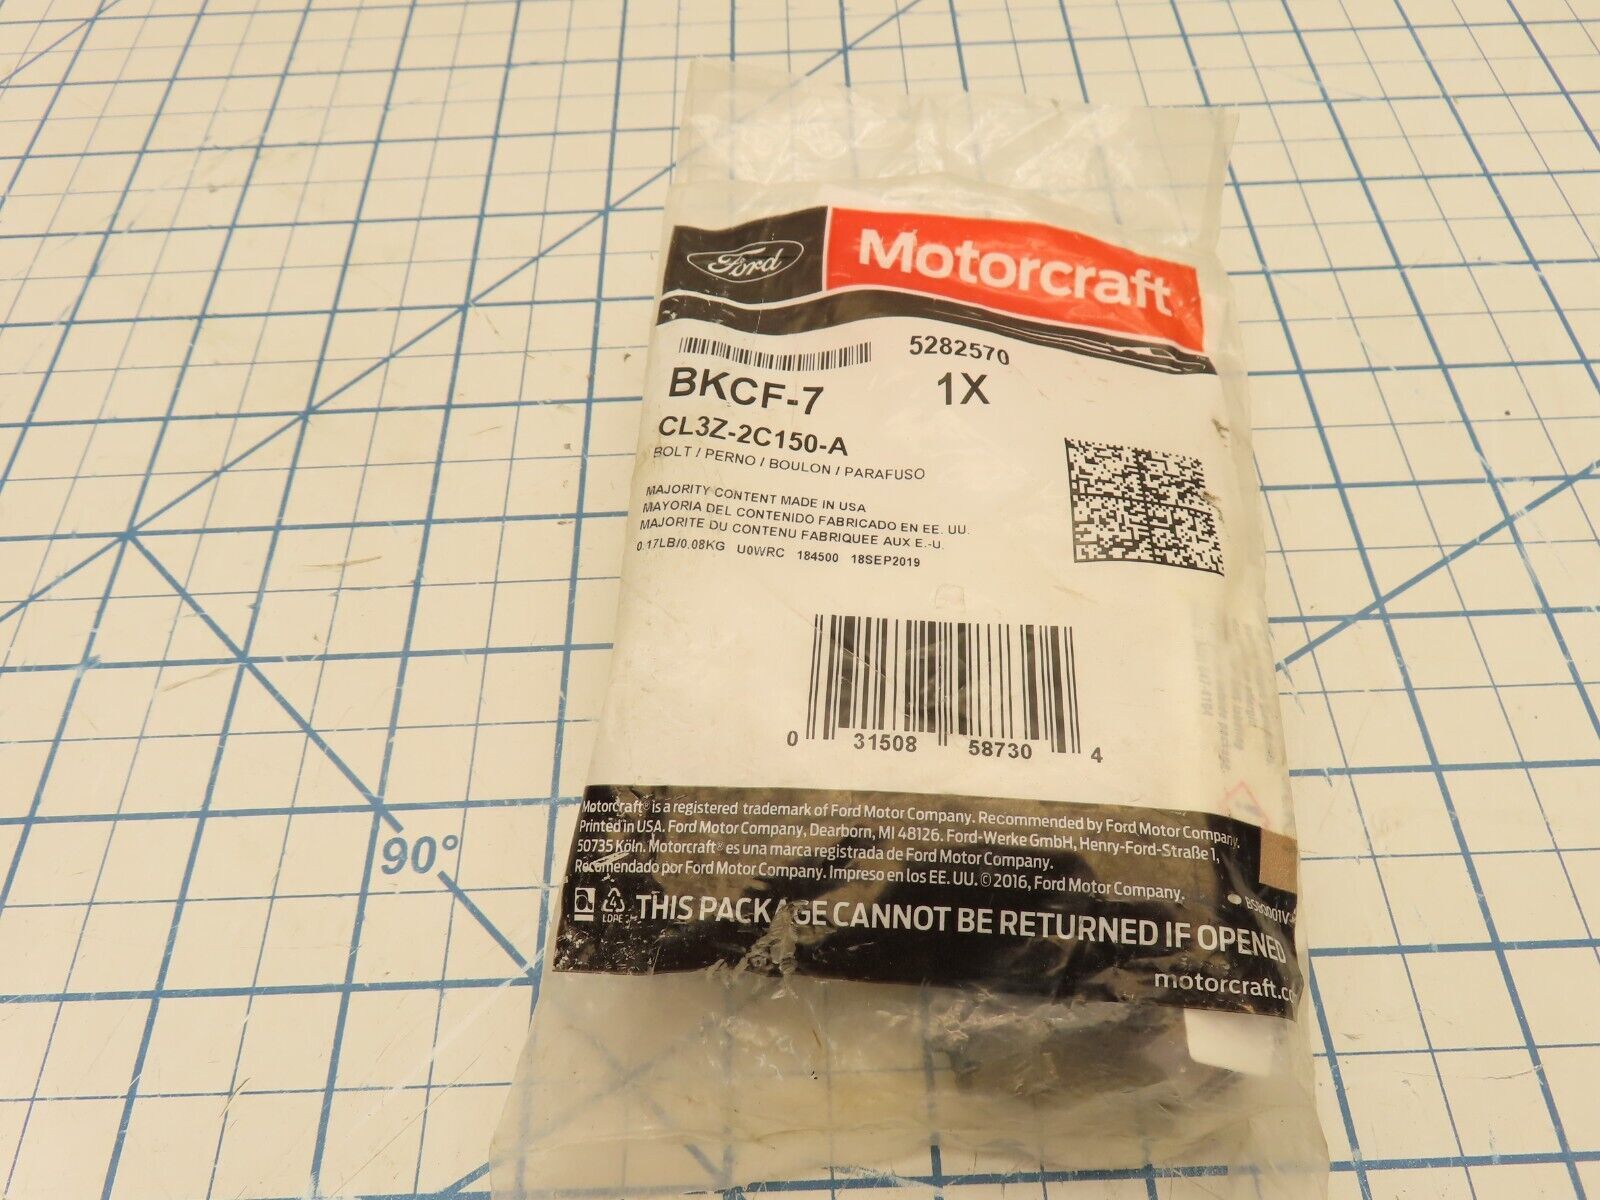 Ford
Motorcraft
5282570
BKCF-7
1X
CL3Z-2C150-A
BOLT / PERNO / BOULON / PARAFUSO
MAJORITY CONTENT MADE IN USA
MAYORIA DEL CONTENIDO FABRICADO EN EE. UU.
MAJORITE DU CONTENU FABRIQUEE AUX E.-U.
0.17LB/0.08KG U0WRC 184500 18SEP2019
0 31508 58730 4
Motorcraft® is a registered trademark of Ford Motor Company. Recommended by Ford Motor Company.
Printed in USA. Ford Motor Company, Dearborn, MI 48126. Ford-Werke GmbH, Henry-Ford-Straße 1,
50735 Köln. Motorcraft® es una marca registrada de Ford Motor Company.
Recomendado por Ford Motor Company. Impreso en los EE. UU. © 2016, Ford Motor Company.
4
LDPE
THIS PACKAGE CANNOT BE RETURNED IF OPENED
motorcraft.c
90°